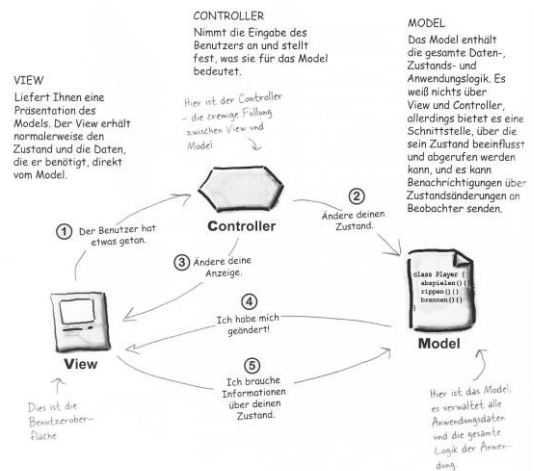 CONTROLLER
Nimmt die Eingabe des
Benutzers an und stellt
fest, was sie für das Model
bedeutet.
MODEL
Das Model enthält
die gesamte Daten-,
Zustands- und
Anwendungslogik. Es
weiß nichts über
View und Controller,
allerdings bietet es eine
Schnittstelle, über die
sein Zustand beeinflusst
und abgerufen werden
kann, und es kann
Benachrichtigungen über
Zustandsänderungen an
Beobachter senden.
VIEW
Liefert Ihnen eine
Präsentation des
Models. Der View erhält
normalerweise den
Zustand und die Daten,
die er benötigt, direkt
vom Model.
Hier ist der Controller
– die cremige Füllung
zwischen View und
Model
1 Der Benutzer hat
etwas getan.
Controller
2
Ändere deinen
Zustand.
3 Ändere deine
Anzeige.
class Player {
abspielen(){}
rippen(){}
brennen(){}
}
4
Ich habe mich
geändert!
Model
View
5
Ich brauche
Informationen
über deinen
Zustand.
Dies ist die
Benutzerober-
fläche
Hier ist das Model,
es verwaltet alle
Anwendungsdaten
und die gesamte
Logik der Anwen-
dung.